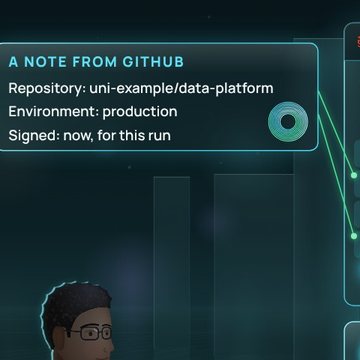 A NOTE FROM GITHUB
Repository: uni-example/data-platform
Environment: production
Signed: now, for this run